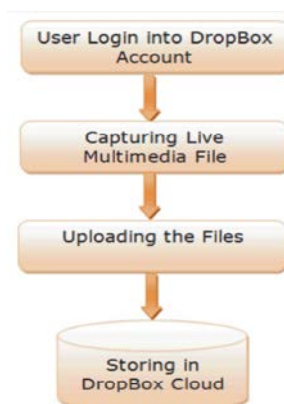 User Login into DropBox
Account
Capturing Live
Multimedia File
Uploading the Files
Storing in
DropBox Cloud